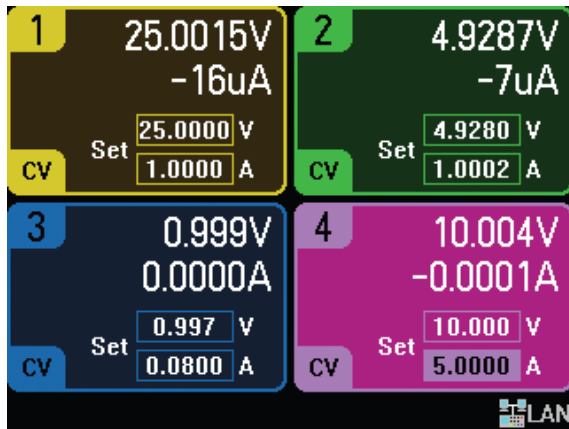 1
25.0015V
-16uA
Set
25.0000 V
1.0000 A
CV
2
4.9287V
-7uA
Set
4.9280 V
1.0002 A
CV
3
0.999V
0.0000A
Set
0.997 V
0.0800 A
CV
4
10.004V
-0.0001A
Set
10.000 V
5.0000 A
CV
LAN